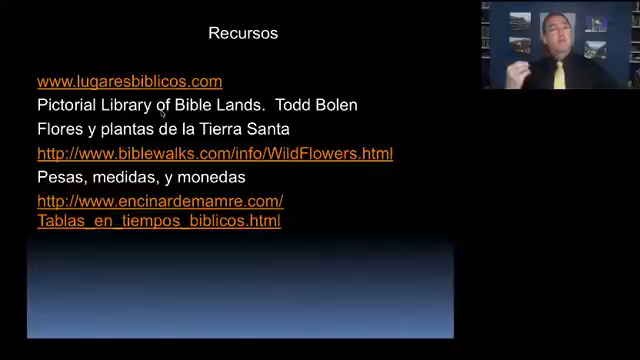 Recursos
www.lugaresbiblicos.com
Pictorial Library of Bible Lands. Todd Bolen
Flores y plantas de la Tierra Santa
http://www.biblewalks.com/info/WildFlowers.html
Pesas, medidas, y monedas
http://www.encinardemamre.com/
Tablas_en_tiempos_biblicos.html